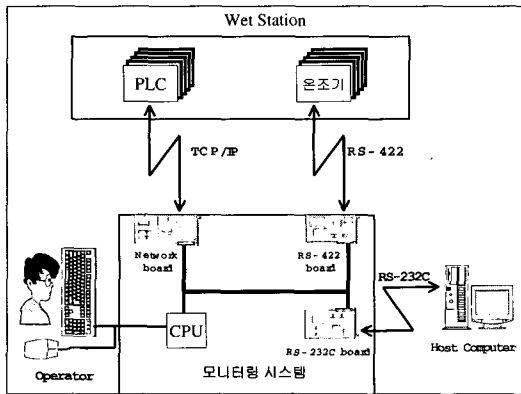 Wet Station
PLC
온조기
TCP/IP
RS-422
Network
board
RS-422
board
RS-232C
CPU
RS-232C board
Host Computer
Operator
모니터링 시스템